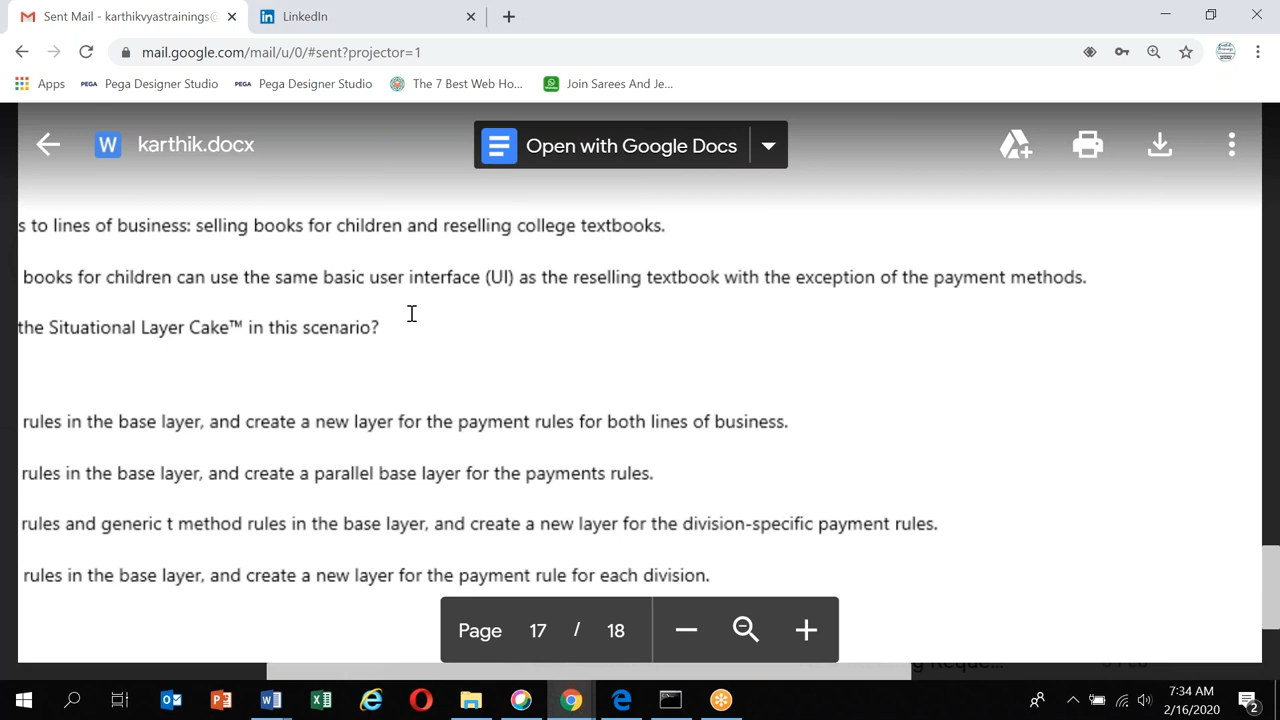 Sent Mail - karthikvyastrainings@
LinkedIn
mail.google.com/mail/u/0/#sent?projector=1
Apps
PEGA Pega Designer Studio
PEGA Pega Designer Studio
The 7 Best Web Ho...
Join Sarees And Je...
W karthik.docx
Open with Google Docs
s to lines of business: selling books for children and reselling college textbooks.
books for children can use the same basic user interface (UI) as the reselling textbook with the exception of the payment methods.
the Situational Layer Cake™ in this scenario?
rules in the base layer, and create a new layer for the payment rules for both lines of business.
rules in the base layer, and create a parallel base layer for the payments rules.
rules and generic t method rules in the base layer, and create a new layer for the division-specific payment rules.
rules in the base layer, and create a new layer for the payment rule for each division.
Page 17 / 18
7:34 AM
2/16/2020
2